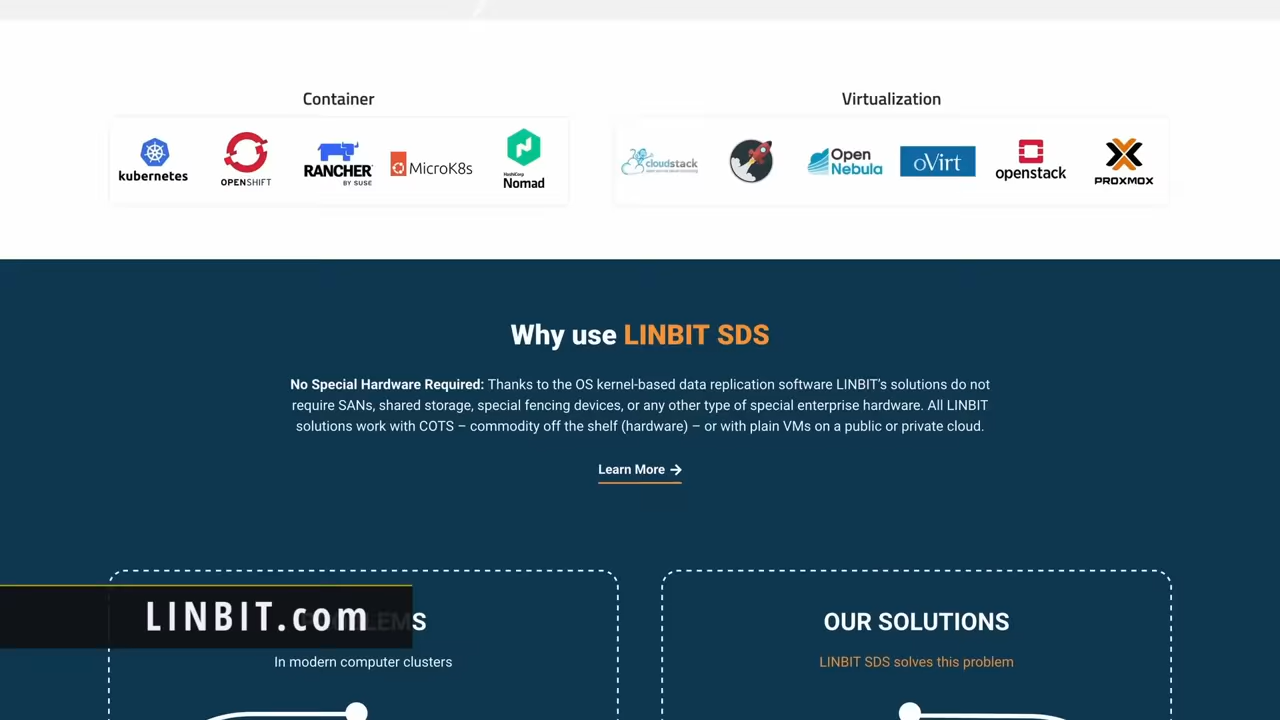 Container
Virtualization
kubernetes
OPENSHIFT
RANCHER
BY SUSE
MicroK8s
HashiCorp
Nomad
cloudstack
Open
Nebula
oVirt
openstack
PROXMOX
Why use LINBIT SDS
No Special Hardware Required: Thanks to the OS kernel-based data replication software LINBIT's solutions do not
require SANs, shared storage, special fencing devices, or any other type of special enterprise hardware. All LINBIT
solutions work with COTS – commodity off the shelf (hardware) – or with plain VMs on a public or private cloud.
Learn More →
LINBIT.com
OUR SOLUTIONS
In modern computer clusters
LINBIT SDS solves this problem